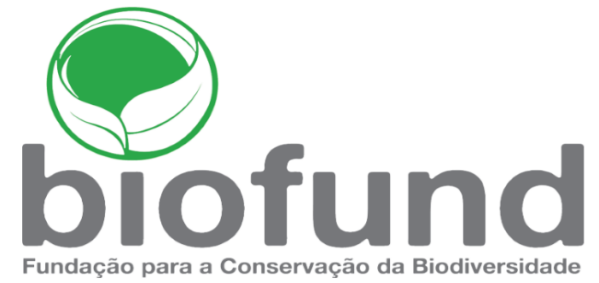 biofund
Fundação para a Conservação da Biodiversidade